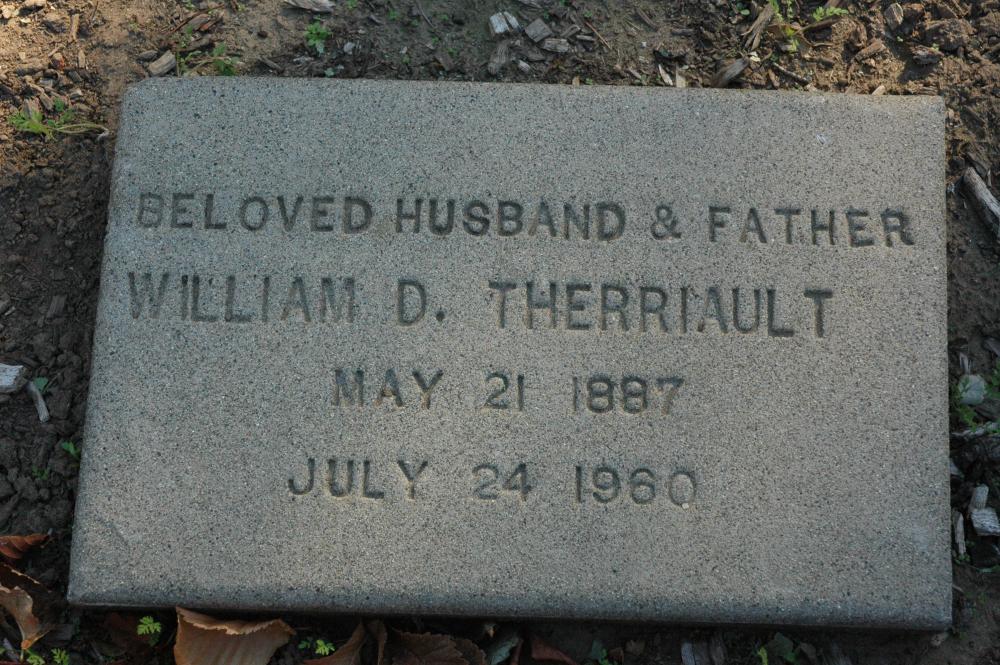 BELOVED HUSBAND & FATHER
WILLIAM D. THERRIAULT
MAY 21 1887
JULY 24 1960